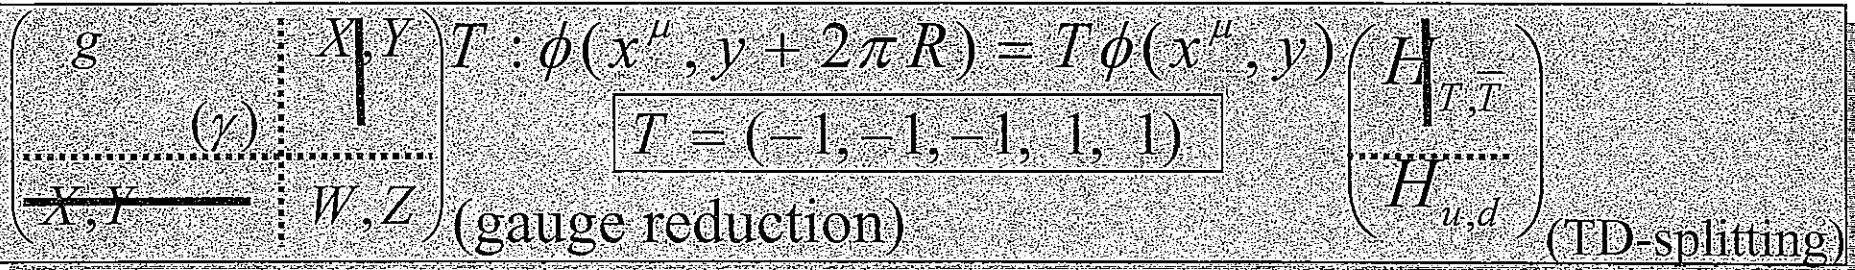 g X,Y T : ϕ(x^μ, y + 2πR) = Tϕ(x^μ, y) H_{T,T̄}
(γ) T = (−1, −1, −1, 1, 1)
X,Y W,Z (gauge reduction) H_{u,d} (TD-splitting)